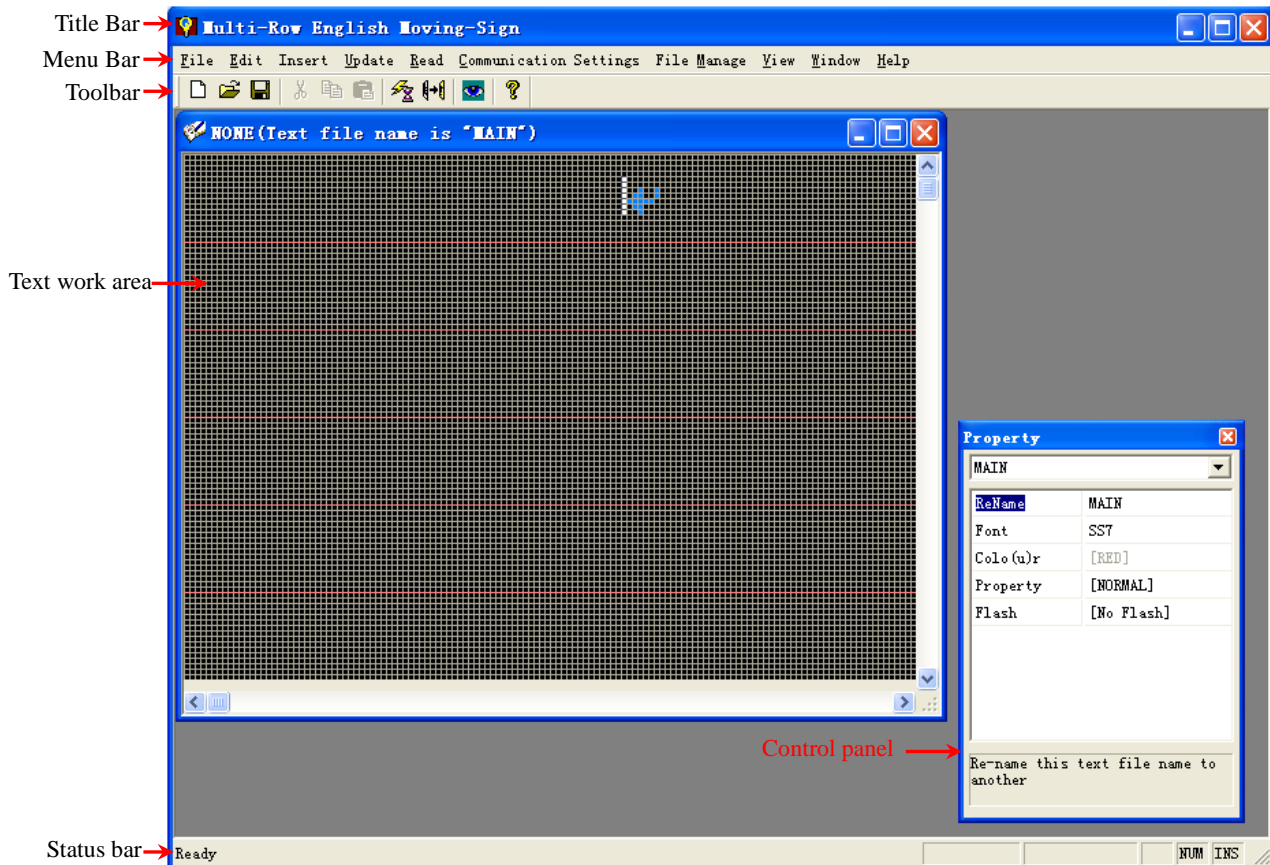 Title Bar
Multi-Row English Moving-Sign
Menu Bar
File Edit Insert Update Read Communication Settings File Manage View Window Help
Toolbar
NONE(Text file name is "MAIN")
Text work area
Property
MAIN
ReName MAIN
Font SS7
Colo(u)r [RED]
Property [NORMAL]
Flash [No Flash]
Control panel
Re-name this text file name to
another
Status bar
Ready NUM INS